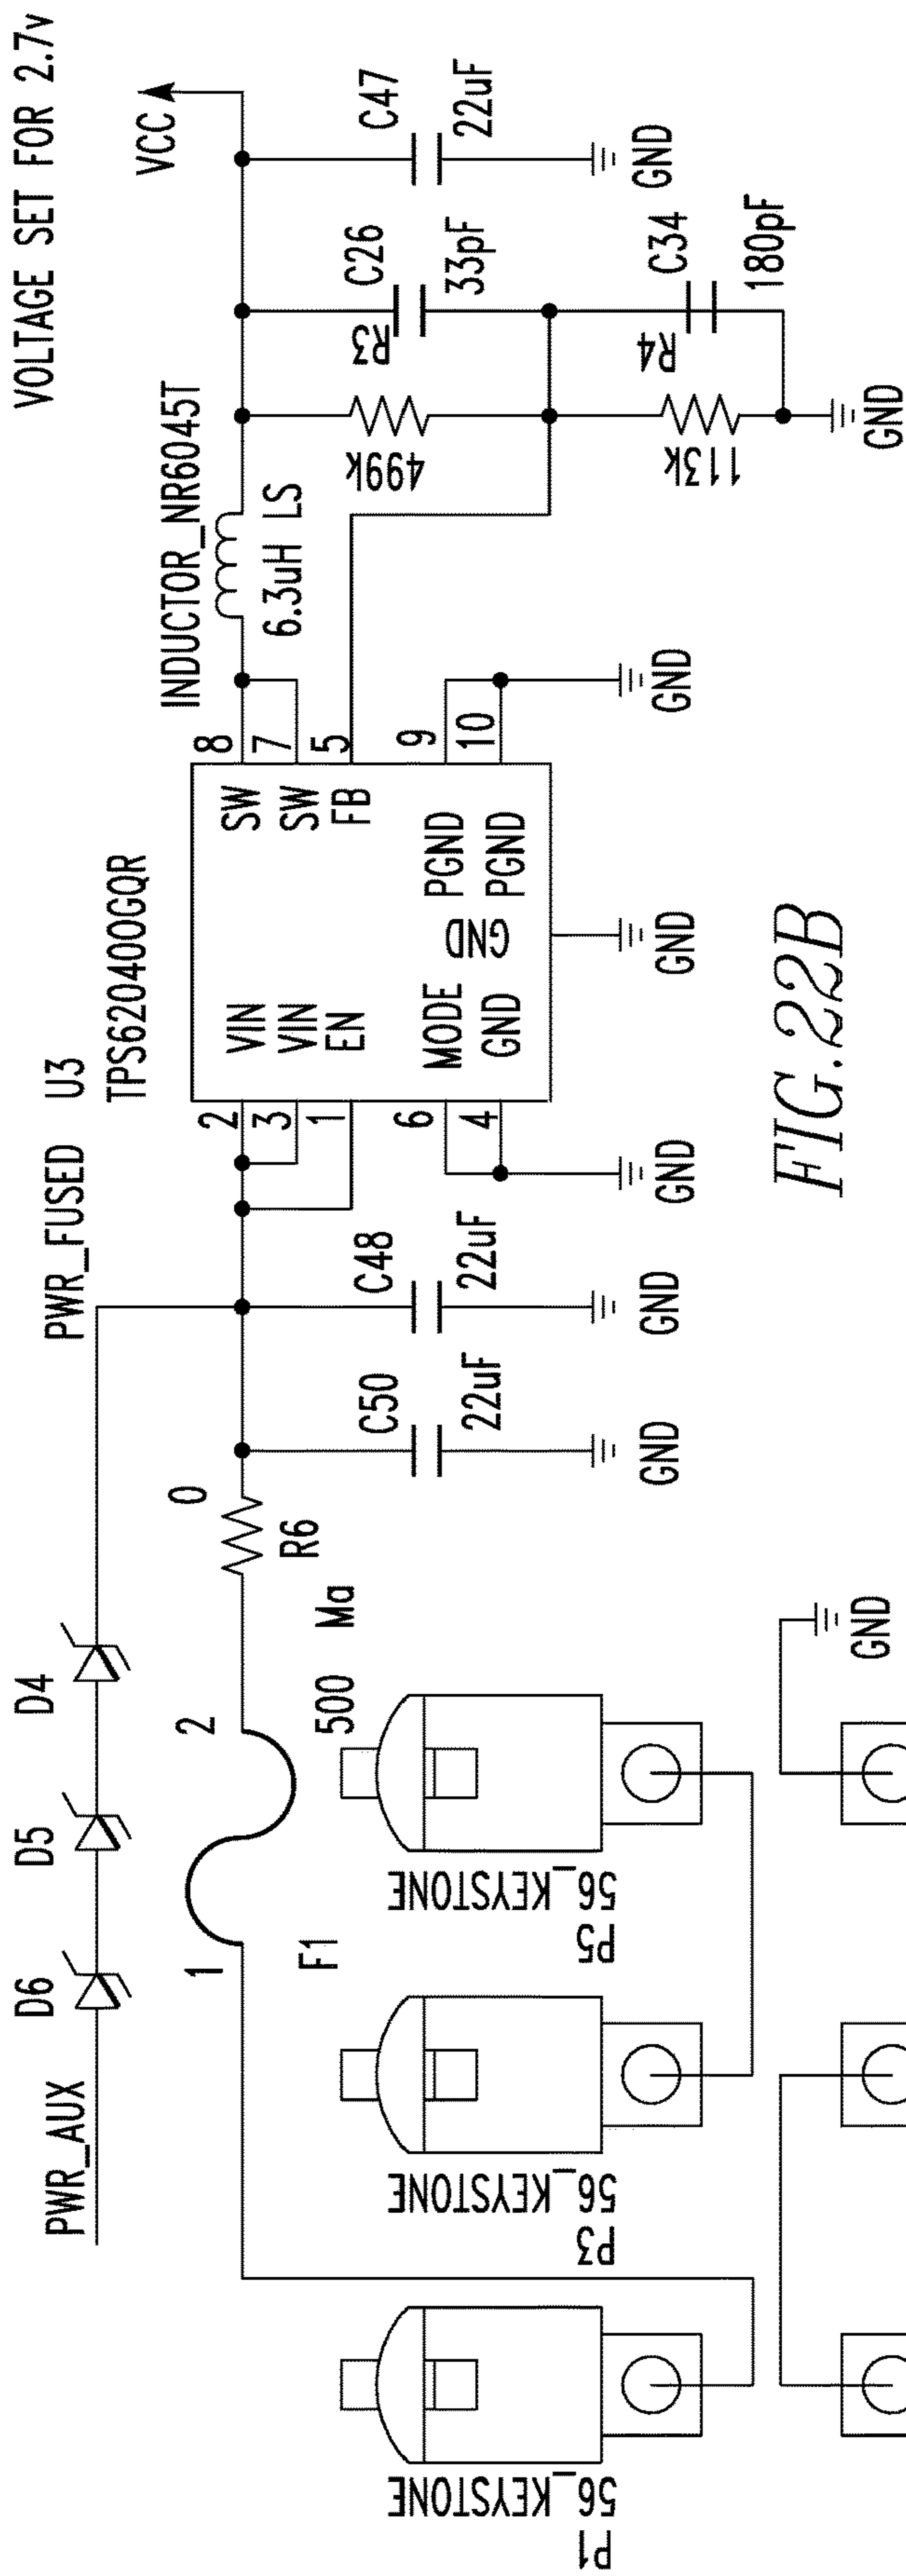 VOLTAGE SET FOR 2.7v
PWR_AUX
D6
D5
D4
PWR_FUSED
U3
TPS62040OGQR
INDUCTOR_NR6045T
6.3uH LS
VCC
1
2
F1
500 Ma
0
R6
C50
22uF
GND
C48
22uF
GND
2
3
1
6
4
VIN
VIN
EN
MODE
GND
GND
SW
SW
FB
PGND
PGND
8
7
5
9
10
GND
GND
GND
R3
499k
C26
33pF
C47
22uF
GND
R4
113k
C34
180pF
GND
56_KEYSTONE
P1
56_KEYSTONE
P3
56_KEYSTONE
P5
GND
FIG.22B